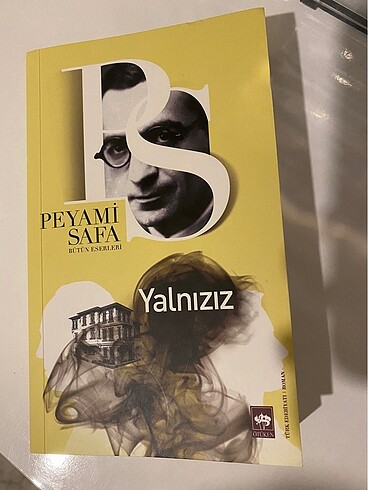 PS
PEYAMİ
SAFA
BÜTÜN ESERLERİ
Yalnızız
ÖTÜKEN
TÜRK EDEBİYATI / ROMAN